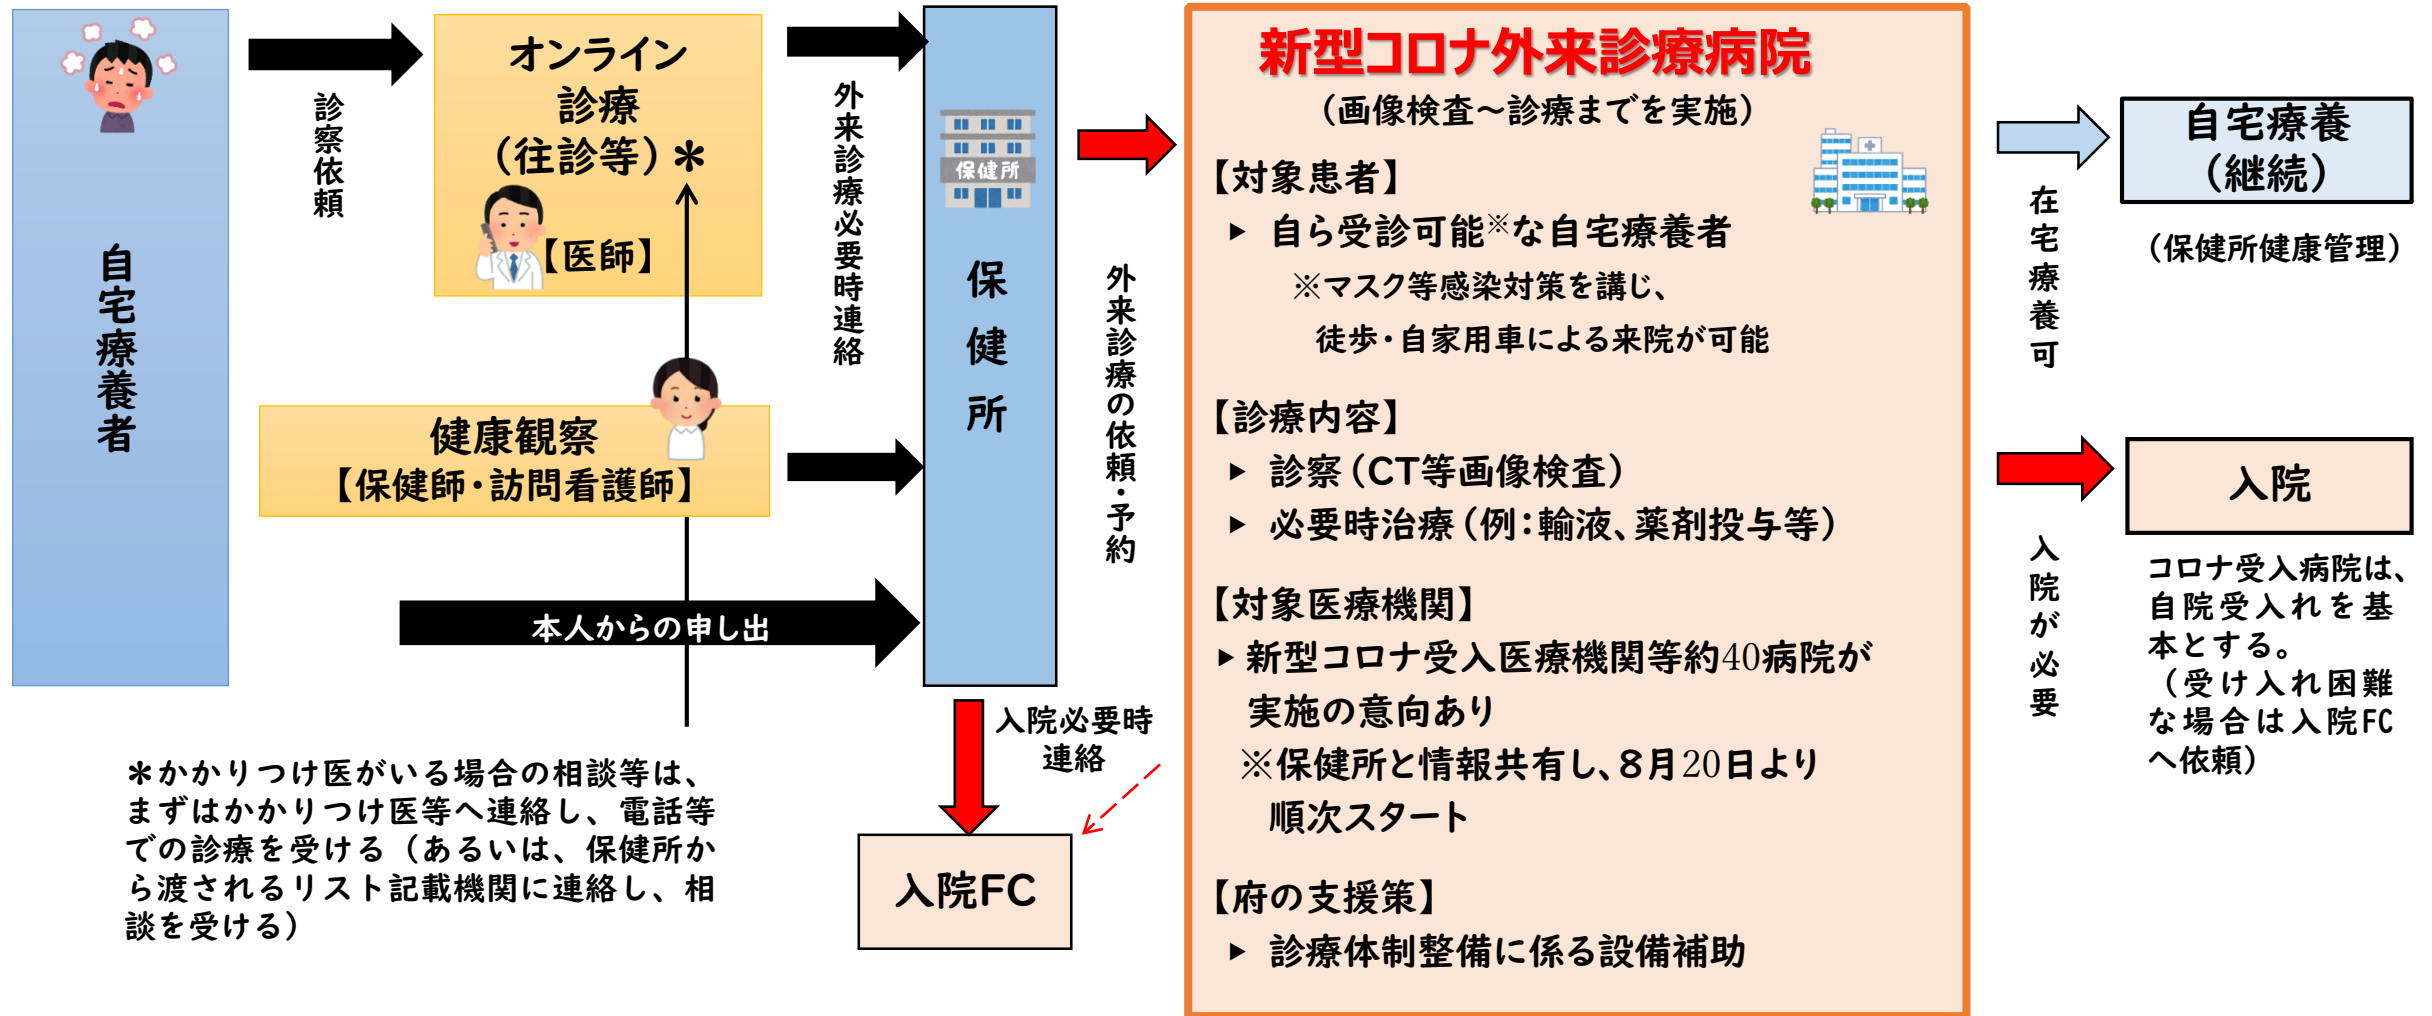 自宅療養者
診察依頼
オンライン
診療
(往診等)＊
【医師】
健康観察
【保健師・訪問看護師】
本人からの申し出
＊かかりつけ医がいる場合の相談等は、
まずはかかりつけ医等へ連絡し、電話等
での診療を受ける（あるいは、保健所か
ら渡されるリスト記載機関に連絡し、相
談を受ける）
外来診療必要時連絡
保健所
保健所
入院必要時
連絡
入院FC
外来診療の依頼・予約
新型コロナ外来診療病院
（画像検査～診療までを実施）
【対象患者】
▶ 自ら受診可能※な自宅療養者
※マスク等感染対策を講じ、
徒歩・自家用車による来院が可能
【診療内容】
▶ 診察（CT等画像検査）
▶ 必要時治療（例：輸液、薬剤投与等）
【対象医療機関】
▶ 新型コロナ受入医療機関等約40病院が
実施の意向あり
※保健所と情報共有し、８月20日より
順次スタート
【府の支援策】
▶ 診療体制整備に係る設備補助
在宅療養可
自宅療養
（継続）
（保健所健康管理）
入院が必要
入院
コロナ受入病院は、
自院受入れを基
本とする。
（受け入れ困難
な場合は入院FC
へ依頼）